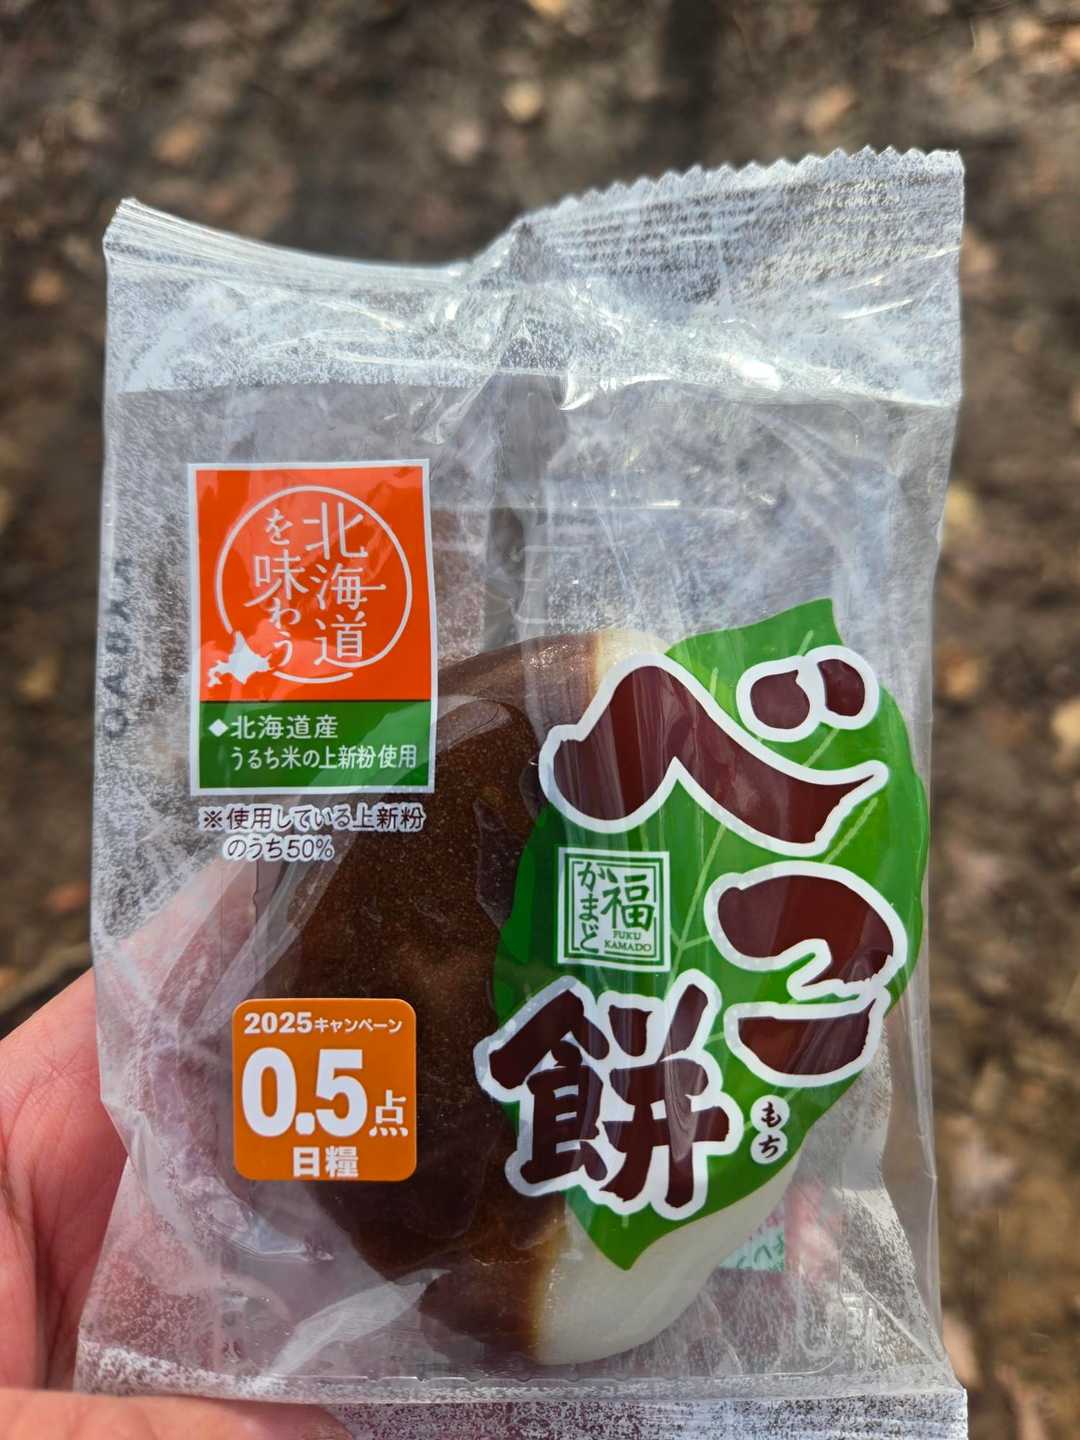 北海道
を味わう
◆北海道産
うるち米の上新粉使用
※使用している上新粉
のうち50%
べこ
餅
もち
福
がまど
FUKU
KAMADO
2025キャンペーン
0.5点
日糧